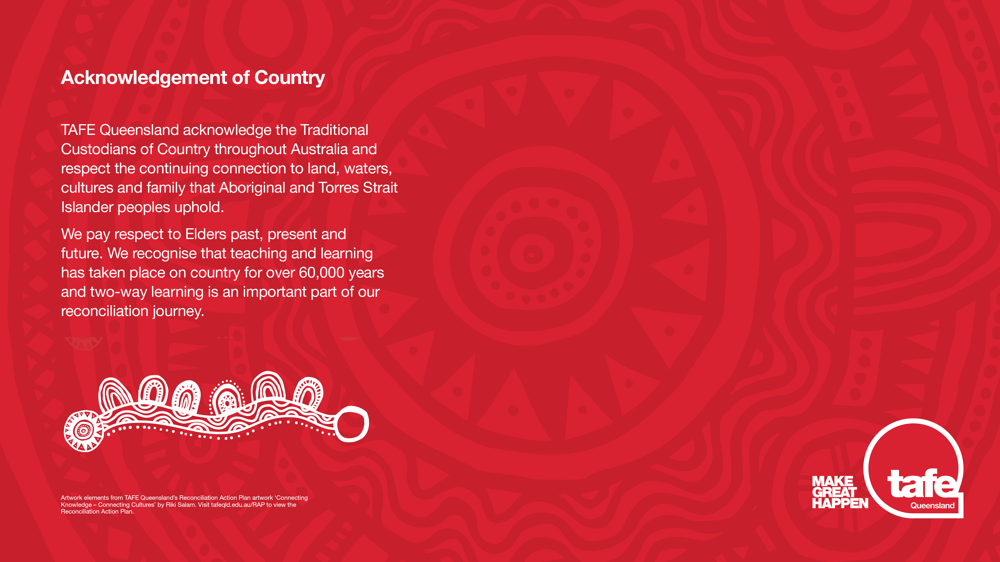 Acknowledgement of Country
TAFE Queensland acknowledge the Traditional
Custodians of Country throughout Australia and
respect the continuing connection to land, waters,
cultures and family that Aboriginal and Torres Strait
Islander peoples uphold.
We pay respect to Elders past, present and
future. We recognise that teaching and learning
has taken place on country for over 60,000 years
and two-way learning is an important part of our
reconciliation journey.
Artwork elements from TAFE Queensland’s Reconciliation Action Plan artwork ‘Connecting
Knowledge – Connecting Cultures’ by Riki Salam. Visit tafeqld.edu.au/RAP to view the
Reconciliation Action Plan.
MAKE
GREAT
HAPPEN
tafe
Queensland